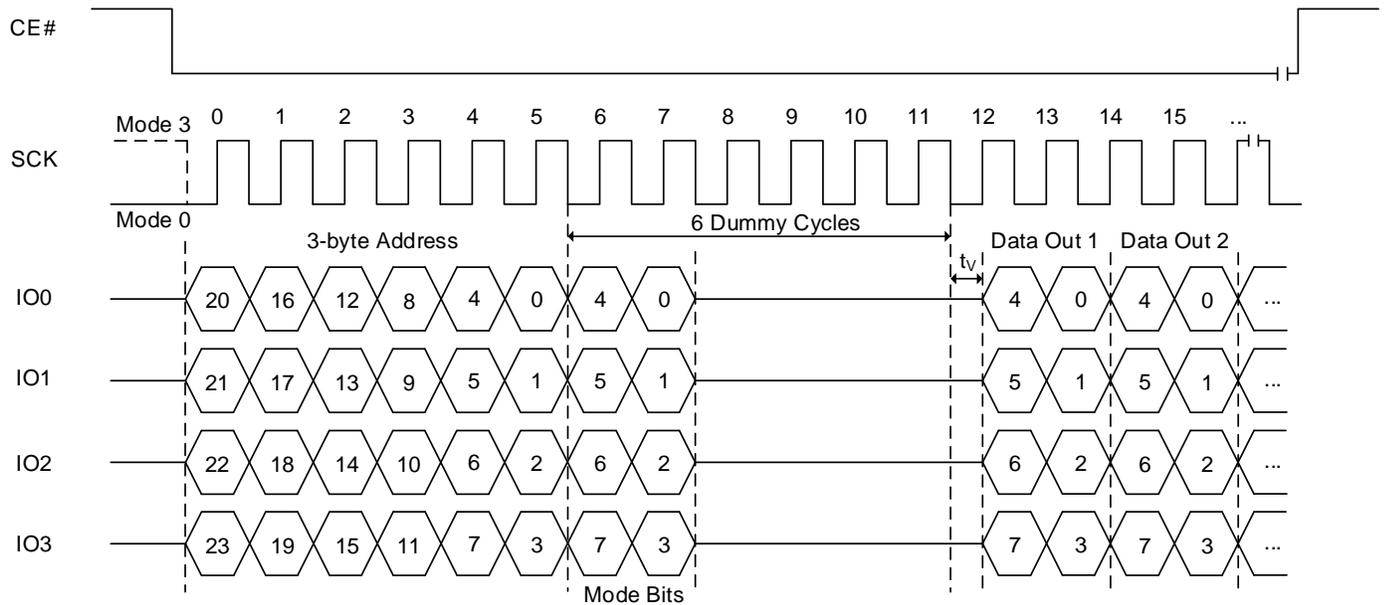 CE#
Mode 3 0 1 2 3 4 5 6 7 8 9 10 11 12 13 14 15 ...
SCK
Mode 0
6 Dummy Cycles
3-byte Address Data Out 1 Data Out 2
tV
IO0 20 16 12 8 4 0 4 0 4 0 4 0 ...
IO1 21 17 13 9 5 1 5 1 5 1 5 1 ...
IO2 22 18 14 10 6 2 6 2 6 2 6 2 ...
IO3 23 19 15 11 7 3 7 3 7 3 7 3 ...
Mode Bits